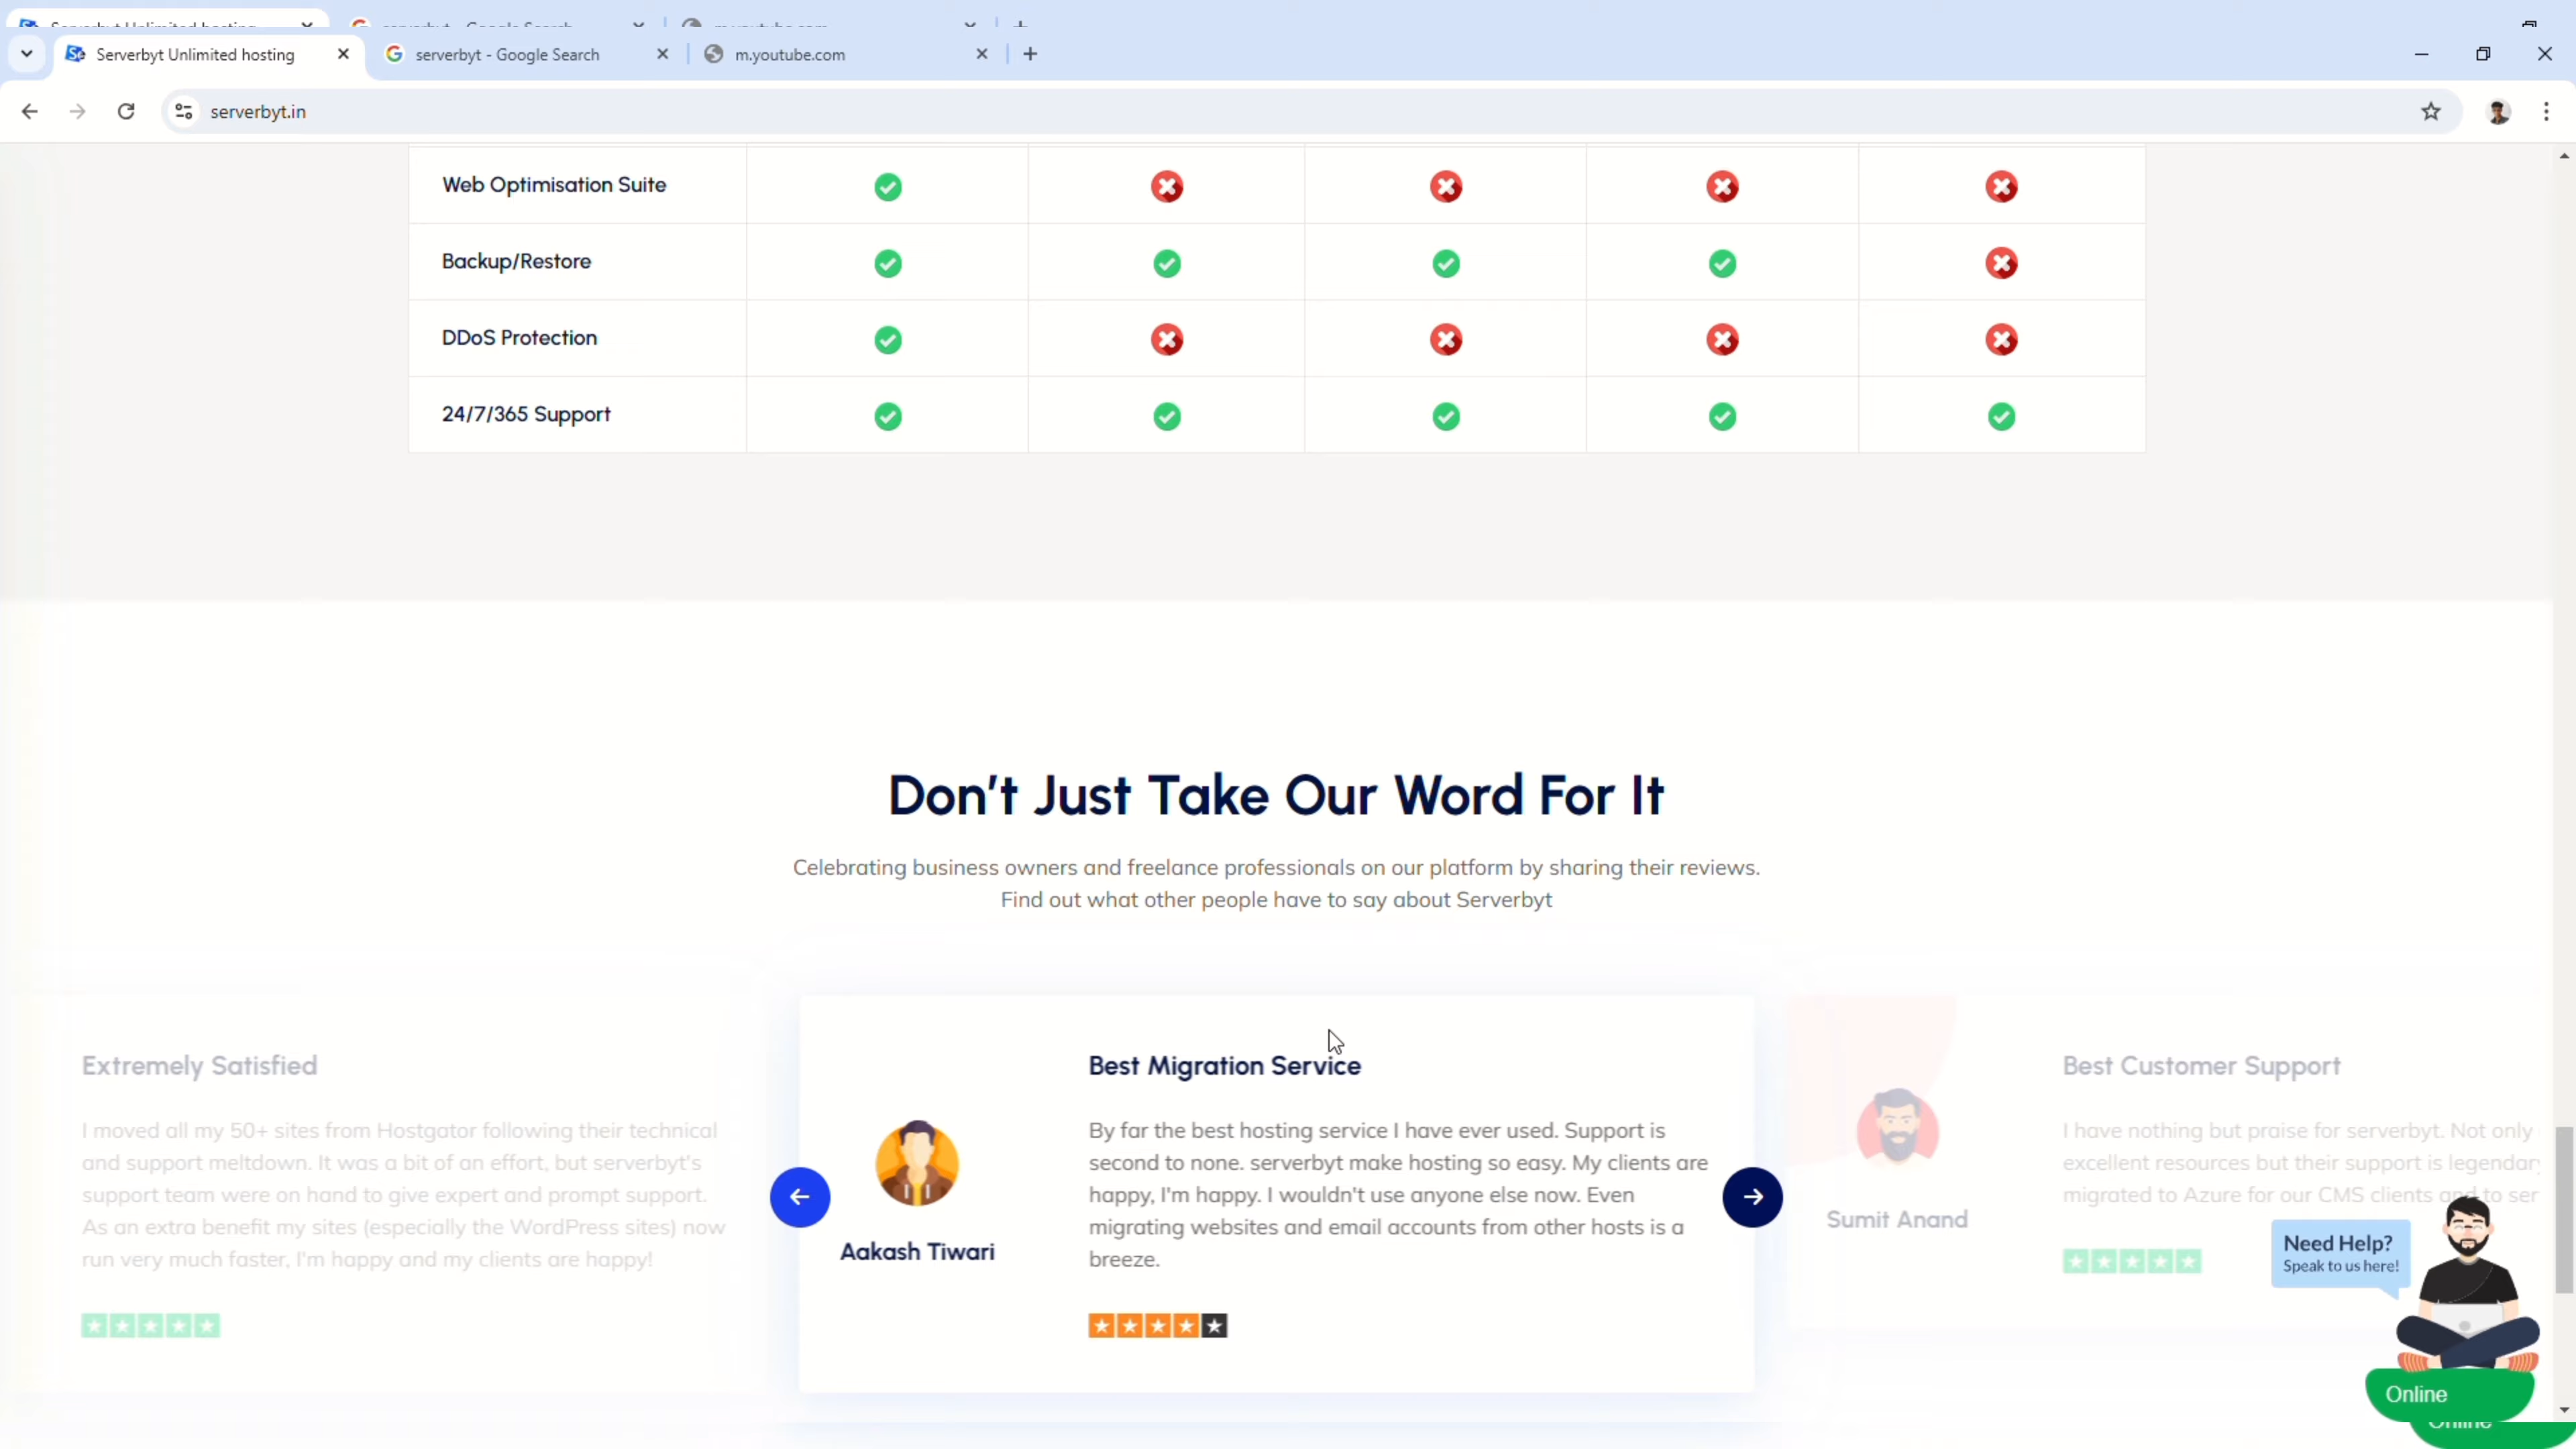 Serverbyt Unlimited hosting
serverbyt - Google Search
m.youtube.com
serverbyt.in
Web Optimisation Suite
Backup/Restore
DDoS Protection
24/7/365 Support
Don't Just Take Our Word For It
Celebrating business owners and freelance professionals on our platform by sharing their reviews.
Find out what other people have to say about Serverbyt
Extremely Satisfied
I moved all my 50+ sites from Hostgator following their technical
and support meltdown. It was a bit of an effort, but serverbyt's
support team were on hand to give expert and prompt support.
As an extra benefit my sites (especially the WordPress sites) now
run very much faster, I'm happy and my clients are happy!
Aakash Tiwari
Best Migration Service
By far the best hosting service I have ever used. Support is
second to none. serverbyt make hosting so easy. My clients are
happy, I'm happy. I wouldn't use anyone else now. Even
migrating websites and email accounts from other hosts is a
breeze.
Sumit Anand
Best Customer Support
I have nothing but praise for serverbyt. Not only
excellent resources but their support is legendary
migrated to Azure for our CMS clients and to ser
Need Help?
Speak to us here!
Online